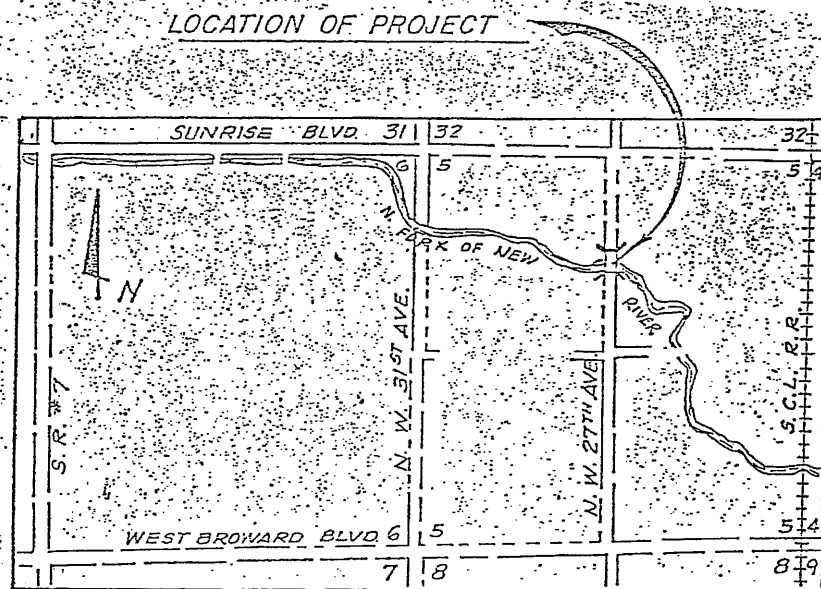 LOCATION OF PROJECT
SUNRISE BLVD. 31 32 32
6 5 5 4
N. FORK OF NEW RIVER
N
S.R. #7
N. W. 31ST AVE.
N. W. 27TH AVE.
S.C.L. R.R.
WEST BROWARD BLVD. 6 5 5 4
7 8 8 9